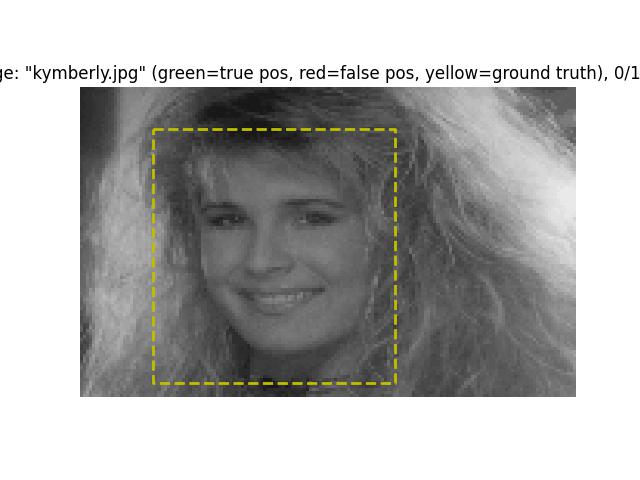 ge: "kymberly.jpg" (green=true pos, red=false pos, yellow=ground truth), 0/1